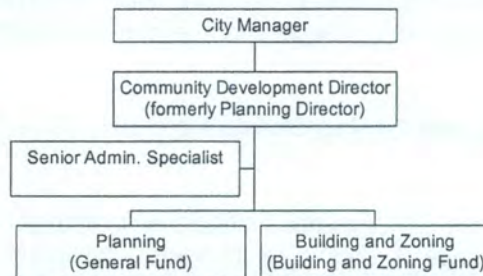 City Manager
Community Development Director
(formerly Planning Director)
Senior Admin. Specialist
Planning
(General Fund)
Building and Zoning
(Building and Zoning Fund)